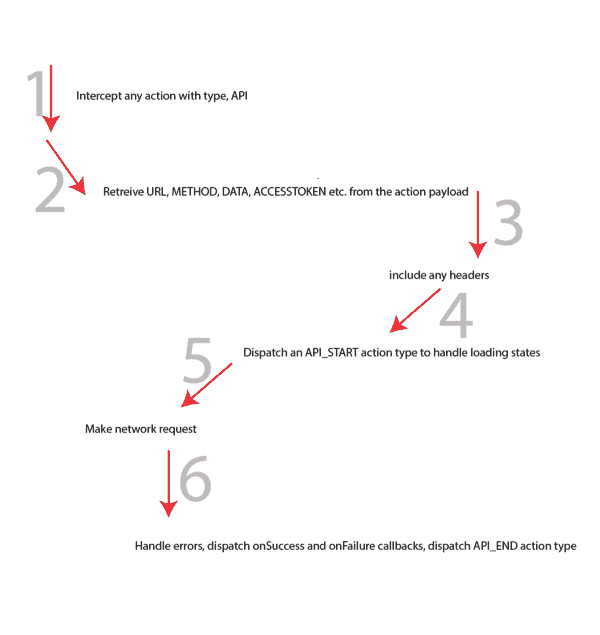 1
Intercept any action with type, API
2
Retreive URL, METHOD, DATA, ACCESSTOKEN etc. from the action payload
3
include any headers
4
Dispatch an API_START action type to handle loading states
5
Make network request
6
Handle errors, dispatch onSuccess and onFailure callbacks, dispatch API_END action type